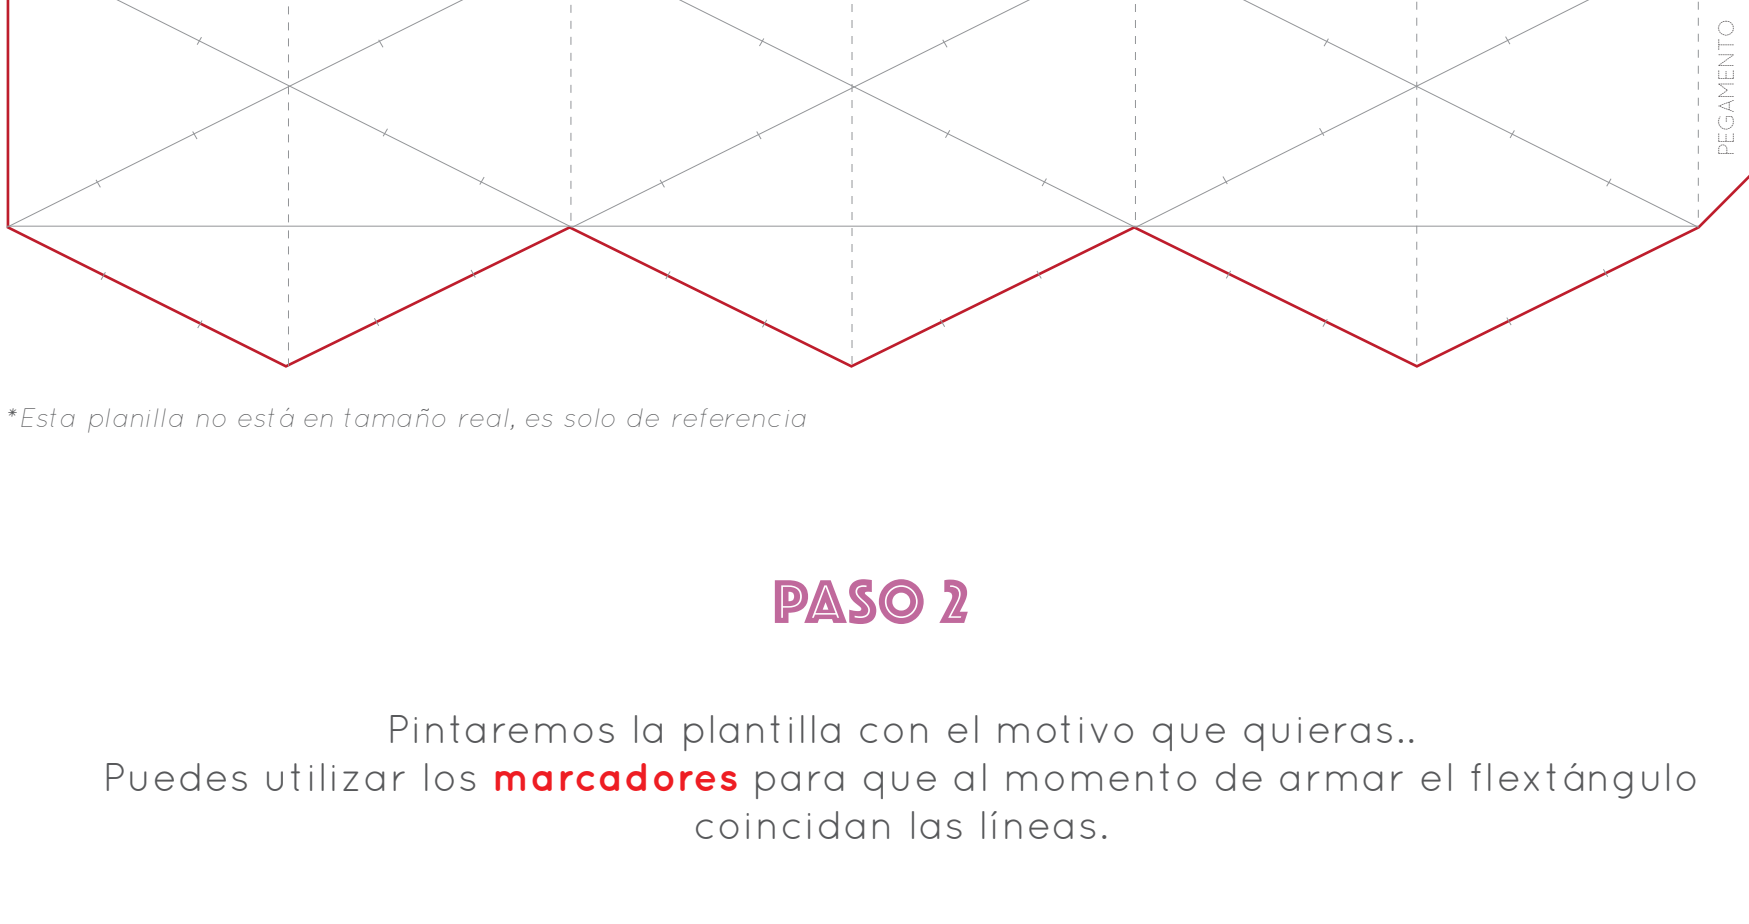 PEGAMENTO
*Esta planilla no está en tamaño real, es solo de referencia
PASO 2
Pintaremos la plantilla con el motivo que quieras..
Puedes utilizar los marcadores para que al momento de armar el flextángulo
coincidan las líneas.